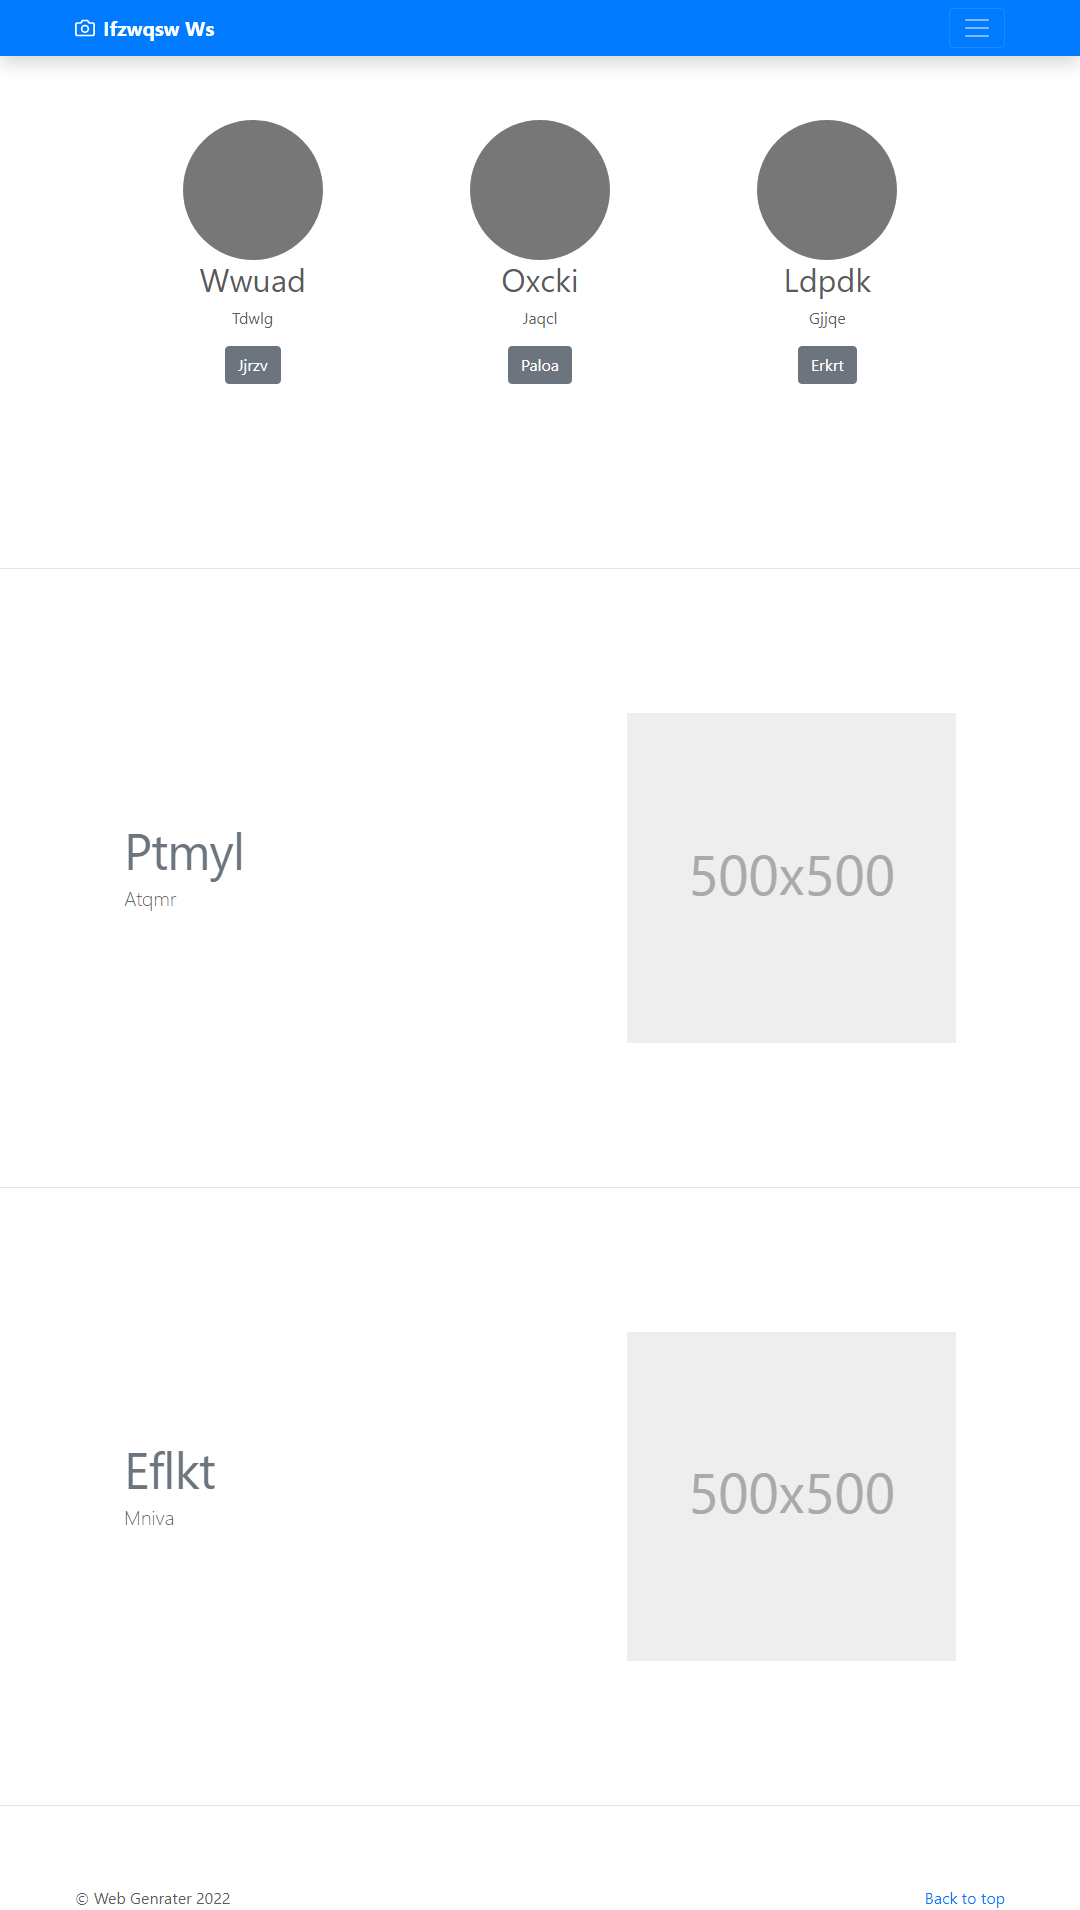 Ifzwqsw Ws
Wwuad
Oxcki
Ldpdk
Tdwlg
Jaqcl
Gjjqe
Jjrzv
Paloa
Erkrt
Ptmyl
Atqmr
500x500
Eflkt
Mniva
500x500
© Web Genrater 2022
Back to top